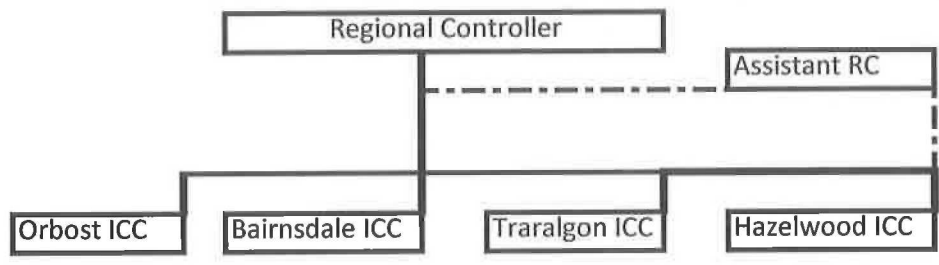 Regional Controller
Assistant RC
Orbost ICC
Bairnsdale ICC
Traralgon ICC
Hazelwood ICC